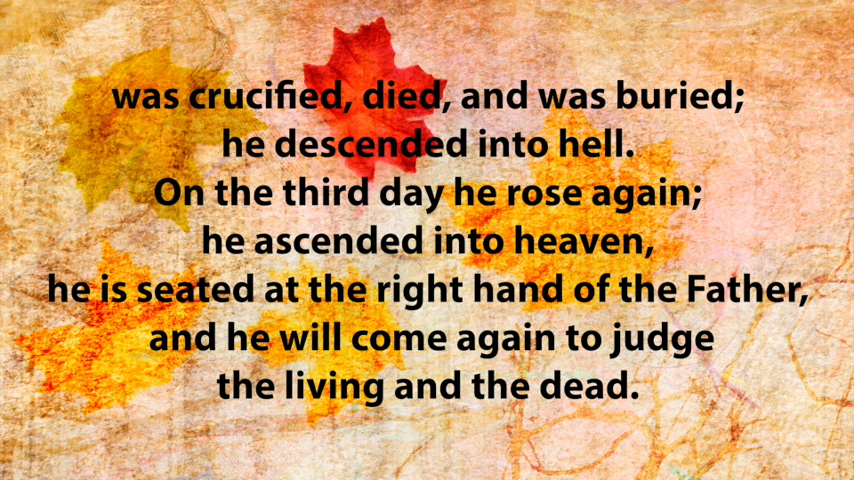 was crucified, died, and was buried;
he descended into hell.
On the third day he rose again;
he ascended into heaven,
he is seated at the right hand of the Father,
and he will come again to judge
the living and the dead.